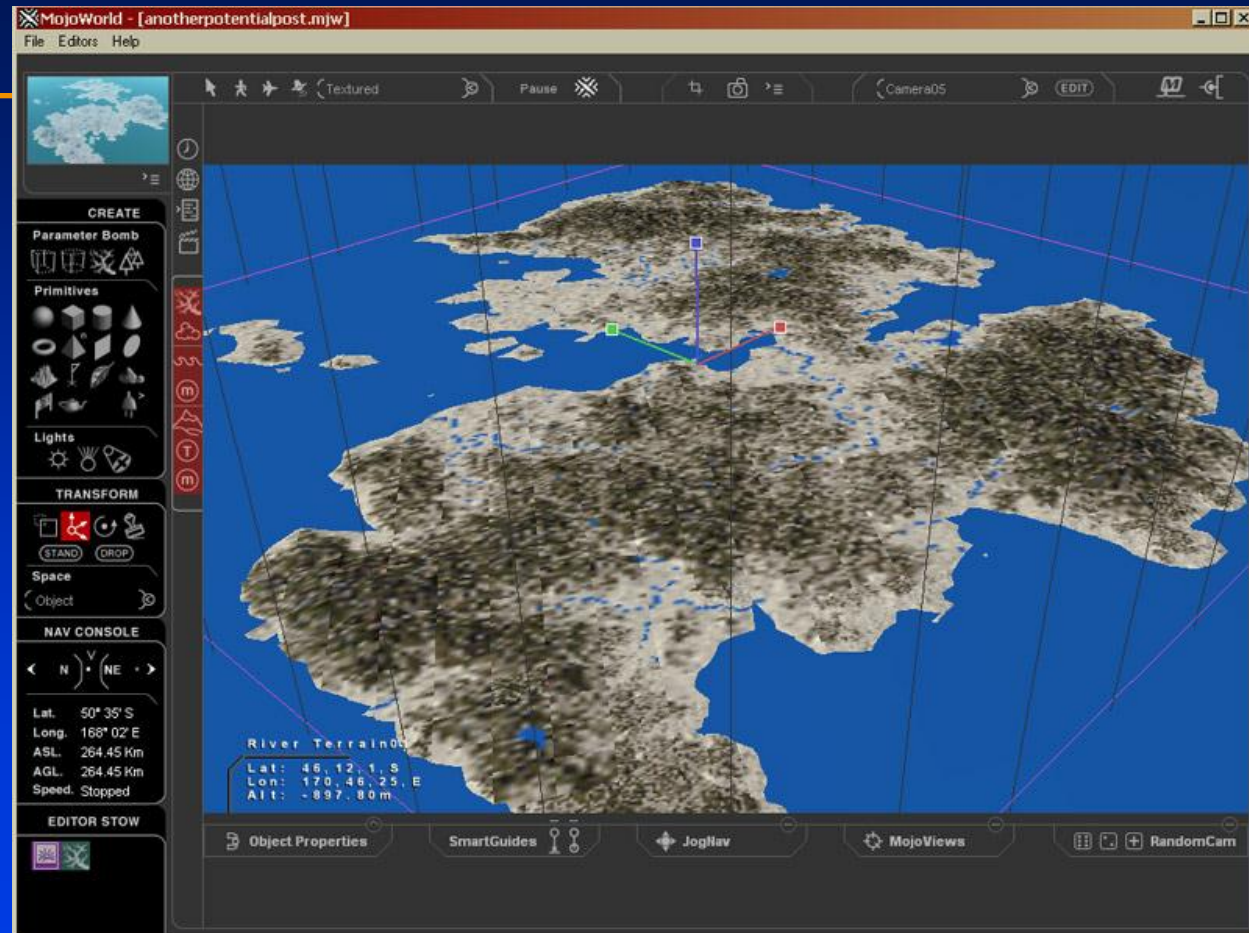 MojoWorld - [anotherpotentialpost.mjw]
File Editors Help
Textured
Pause
Camera05
EDIT
CREATE
Parameter Bomb
Primitives
Lights
TRANSFORM
STAND DROP
Space
Object
NAV CONSOLE
N V NE
Lat. 50° 35' S
Long. 168° 02' E
ASL. 264.45 Km
AGL. 264.45 Km
Speed. Stopped
EDITOR STOW
m
T
m
Lat: 46,12,1,S
Lon: 170,46,25,E
Alt: -897.80m
River Terrain
Object Properties SmartGuides JogNav MojoViews RandomCam